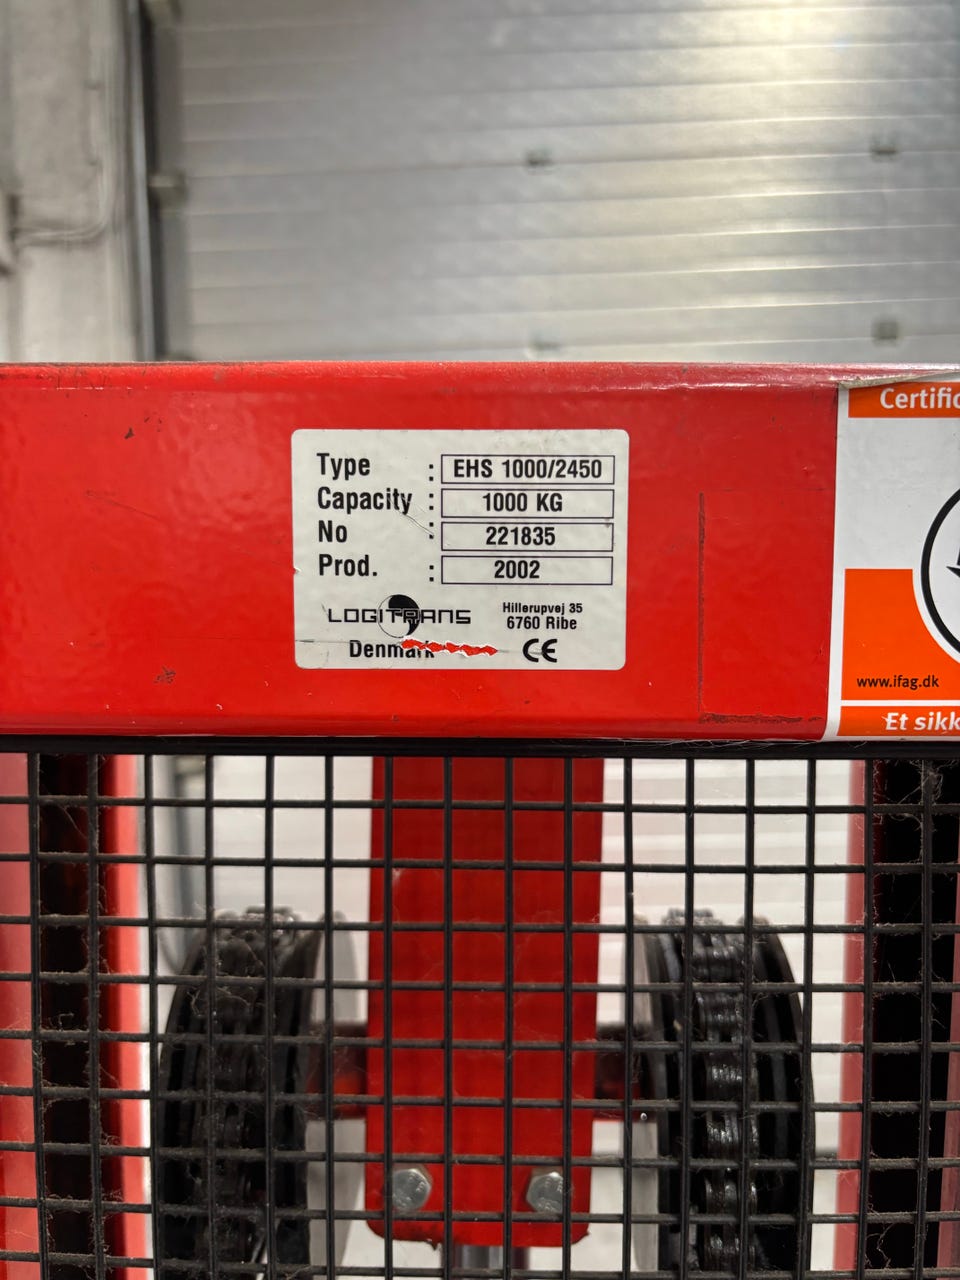 Type : EHS 1000/2450
Capacity : 1000 KG
No : 221835
Prod. : 2002
LOGITRANS
Denmark
Hillerupvej 35
6760 Ribe
CE
Certific
www.ifag.dk
Et sikk